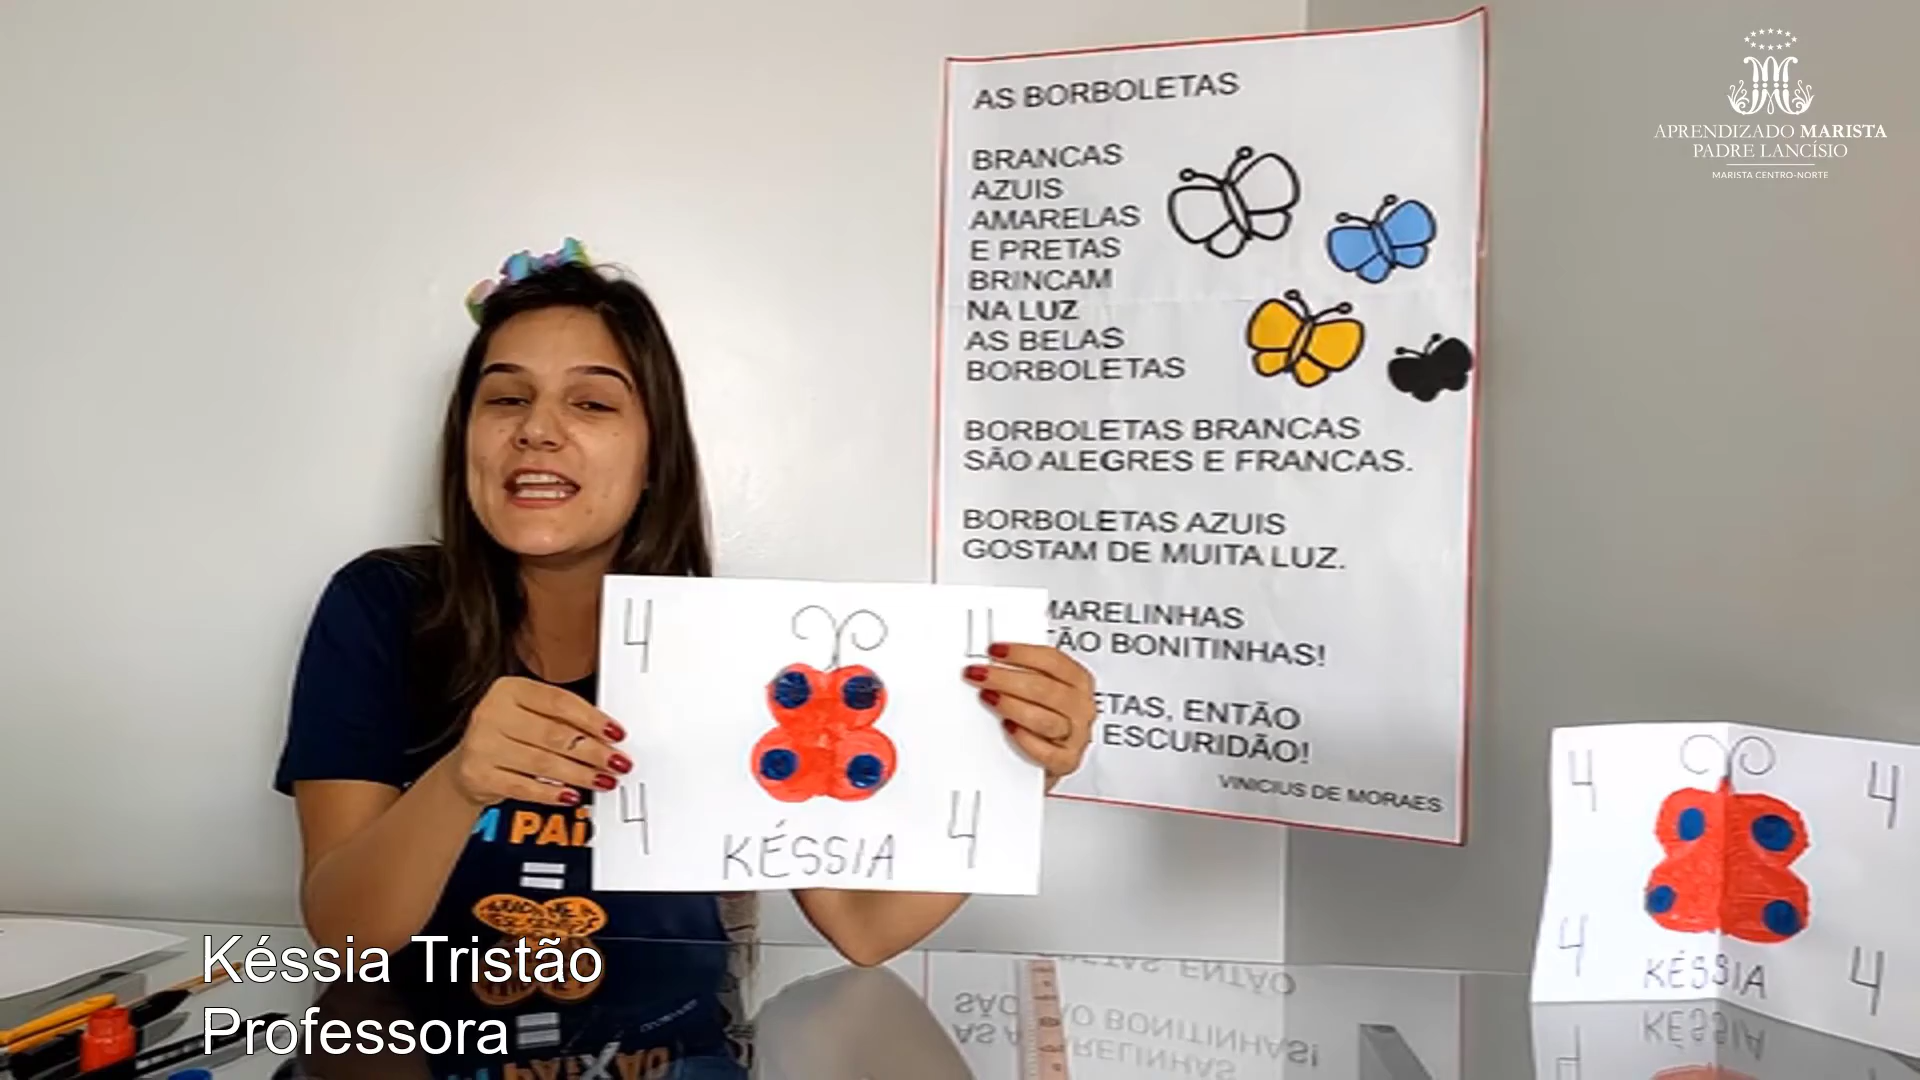 AS BORBOLETAS
BRANCAS
AZUIS
AMARELAS
E PRETAS
BRINCAM
NA LUZ
AS BELAS
BORBOLETAS
BORBOLETAS BRANCAS
SÃO ALEGRES E FRANCAS.
BORBOLETAS AZUIS
GOSTAM DE MUITA LUZ.
MARELINHAS
TÃO BONITINHAS!
ETAS, ENTÃO
ESCURIDÃO!
VINICIUS DE MORAES
APRENDIZADO MARISTA
PADRE LANCÍSIO
MARISTA CENTRO-NORTE
4 4
4 4
KÉSSIA
PAi
=
4 4
4 4
KÉSSIA
Késsia Tristão
Professora